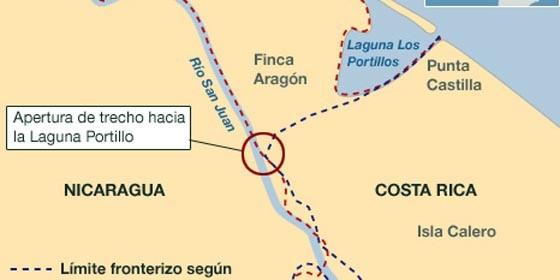 Laguna Los
Portillos
Finca
Aragón
Punta
Castilla
Río San Juan
Apertura de trecho hacia
la Laguna Portillo
NICARAGUA
COSTA RICA
Isla Calero
Límite fronterizo según